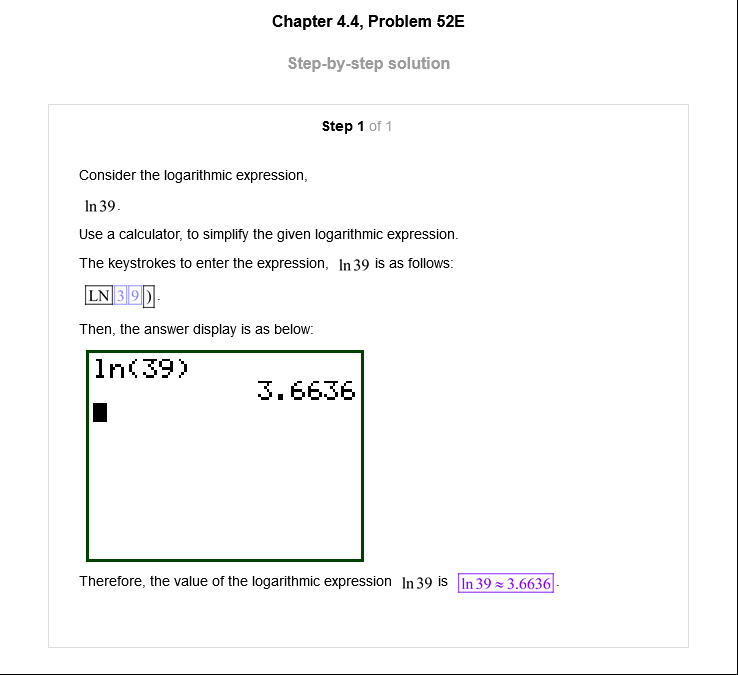 Chapter 4.4, Problem 52E
Step-by-step solution
Step 1 of 1
Consider the logarithmic expression,
ln 39.
Use a calculator, to simplify the given logarithmic expression.
The keystrokes to enter the expression, ln 39 is as follows:
LN 3 9 ).
Then, the answer display is as below:
ln(39)
3.6636
Therefore, the value of the logarithmic expression ln 39 is ln 39 ≈ 3.6636.